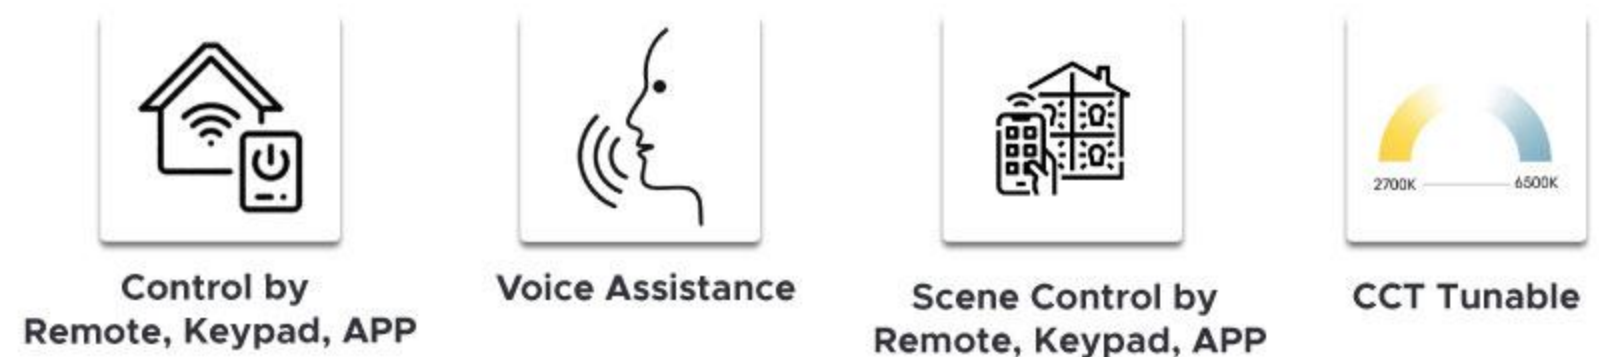 2700K
6500K
Control by
Remote, Keypad, APP
Voice Assistance
Scene Control by
Remote, Keypad, APP
CCT Tunable